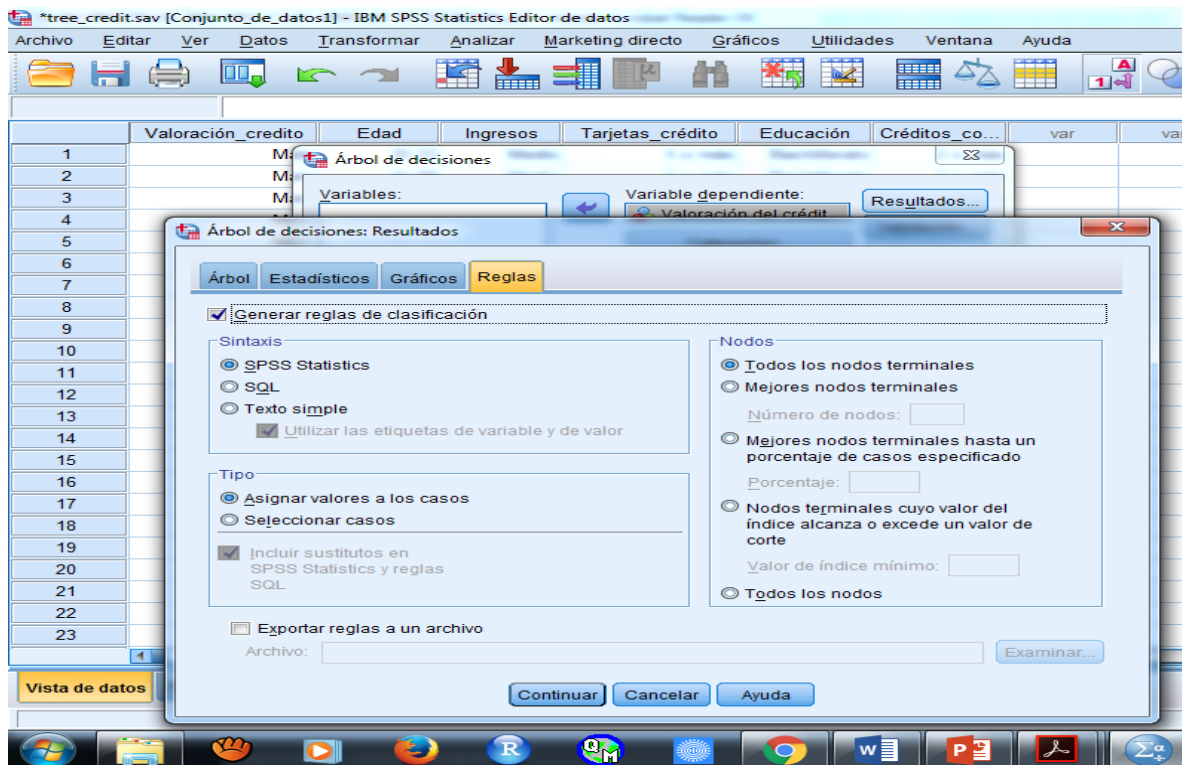 *tree_credit.sav [Conjunto_de_datos1] - IBM SPSS Statistics Editor de datos
Archivo Editar Ver Datos Transformar Analizar Marketing directo Gráficos Utilidades Ventana Ayuda
Valoración_credito Edad Ingresos Tarjetas_crédito Educación Créditos_co... var
1
2
3
4
5
6
7
8
9
10
11
12
13
14
15
16
17
18
19
20
21
22
23
Árbol de decisiones
Variables:
Variable dependiente:
Valoración del crédit
Resultados...
Árbol de decisiones: Resultados
Árbol Estadísticos Gráficos Reglas
Generar reglas de clasificación
Sintaxis
SPSS Statistics
SQL
Texto simple
Utilizar las etiquetas de variable y de valor
Tipo
Asignar valores a los casos
Seleccionar casos
Incluir sustitutos en
SPSS Statistics y reglas
SQL
Nodos
Todos los nodos terminales
Mejores nodos terminales
Número de nodos:
Mejores nodos terminales hasta un
porcentaje de casos especificado
Porcentaje:
Nodos terminales cuyo valor del
índice alcanza o excede un valor de
corte
Valor de índice mínimo:
Todos los nodos
Exportar reglas a un archivo
Archivo:
Examinar...
Continuar Cancelar Ayuda
Vista de datos